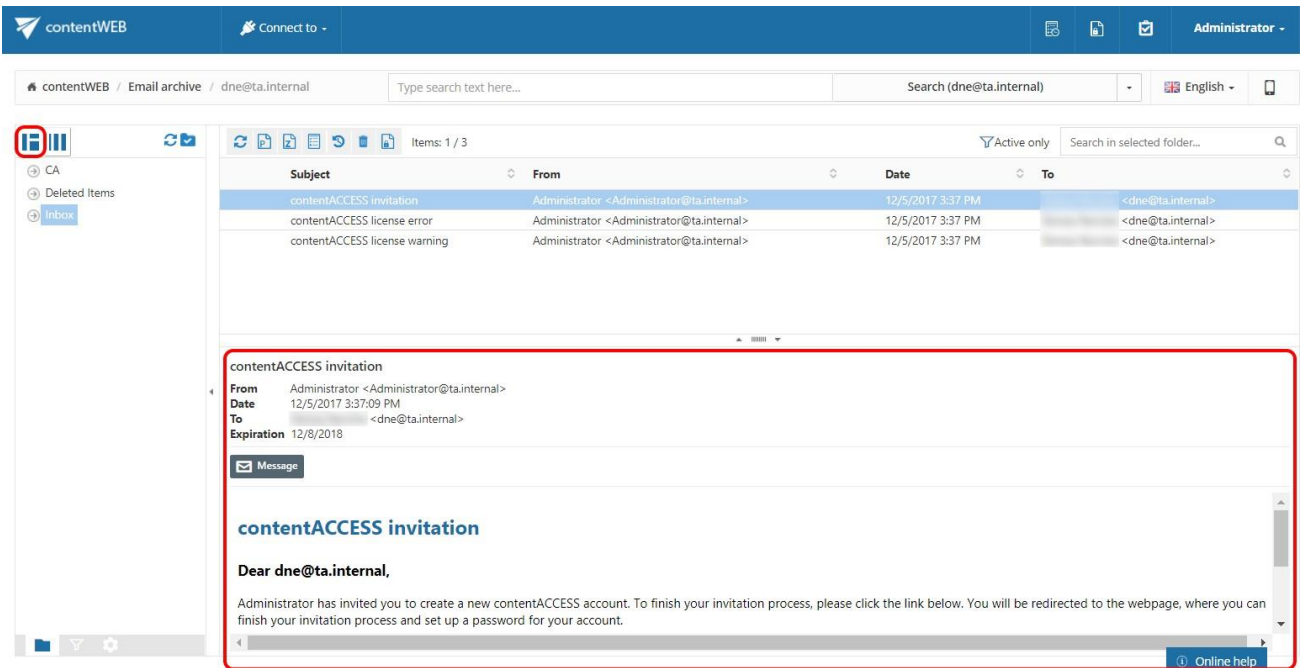 contentWEB Connect to Administrator
contentWEB / Email archive / dne@ta.internal Type search text here... Search (dne@ta.internal) English
Items: 1 / 3 Active only Search in selected folder...
CA
Deleted Items
Inbox
Subject From Date To
contentACCESS invitation Administrator <Administrator@ta.internal> 12/5/2017 3:37 PM <dne@ta.internal>
contentACCESS license error Administrator <Administrator@ta.internal> 12/5/2017 3:37 PM <dne@ta.internal>
contentACCESS license warning Administrator <Administrator@ta.internal> 12/5/2017 3:37 PM <dne@ta.internal>
contentACCESS invitation
From Administrator <Administrator@ta.internal>
Date 12/5/2017 3:37:09 PM
To <dne@ta.internal>
Expiration 12/8/2018
Message
contentACCESS invitation
Dear dne@ta.internal,
Administrator has invited you to create a new contentACCESS account. To finish your invitation process, please click the link below. You will be redirected to the webpage, where you can
finish your invitation process and set up a password for your account.
Online help